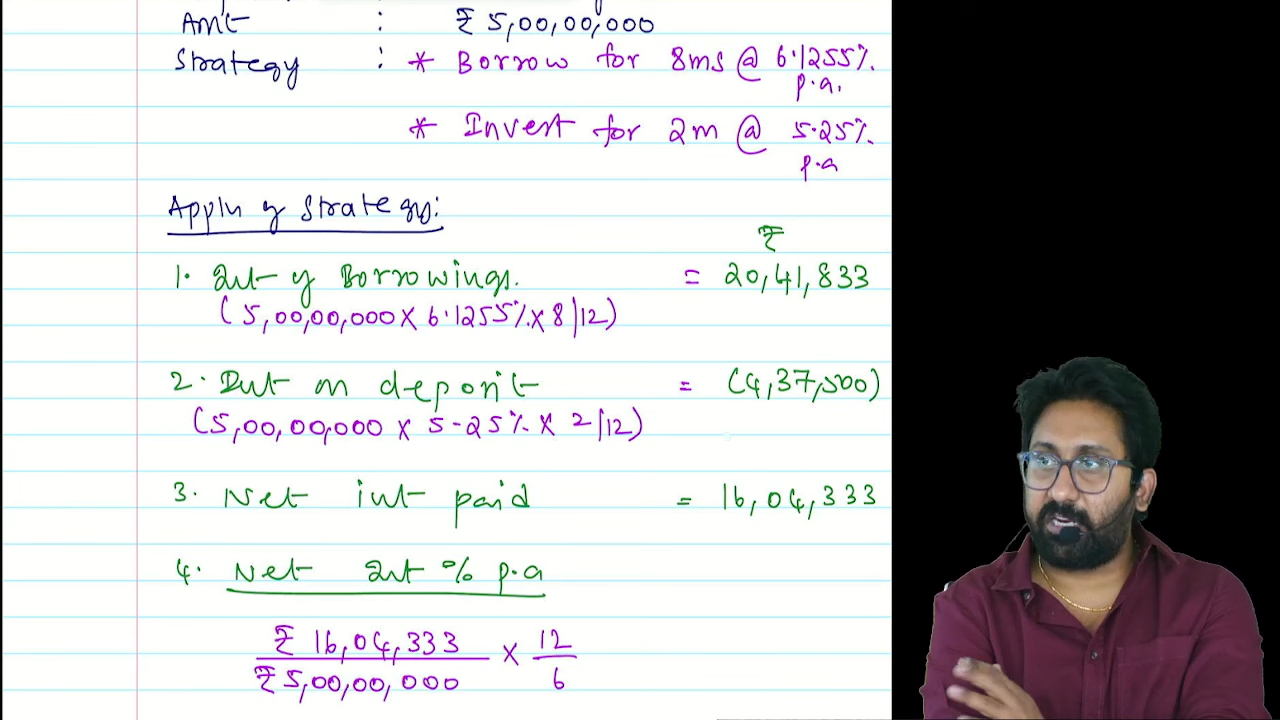 Amt : ₹ 5,00,00,000
Strategy : * Borrow for 8ms @ 6.1255%
p.a.
* Invest for 2m @ 5.25%
p.a
Appln of Strategy:
₹
1. Int of Borrowings. = 20,41,833
(5,00,00,000 X 6.1255% X 8/12)
2. Int on deposit = (4,37,500)
(5,00,00,000 X 5.25% X 2/12)
3. Net int paid = 16,04,333
4. Net Int % p.a
₹ 16,04,333 X 12
₹ 5,00,00,000 6